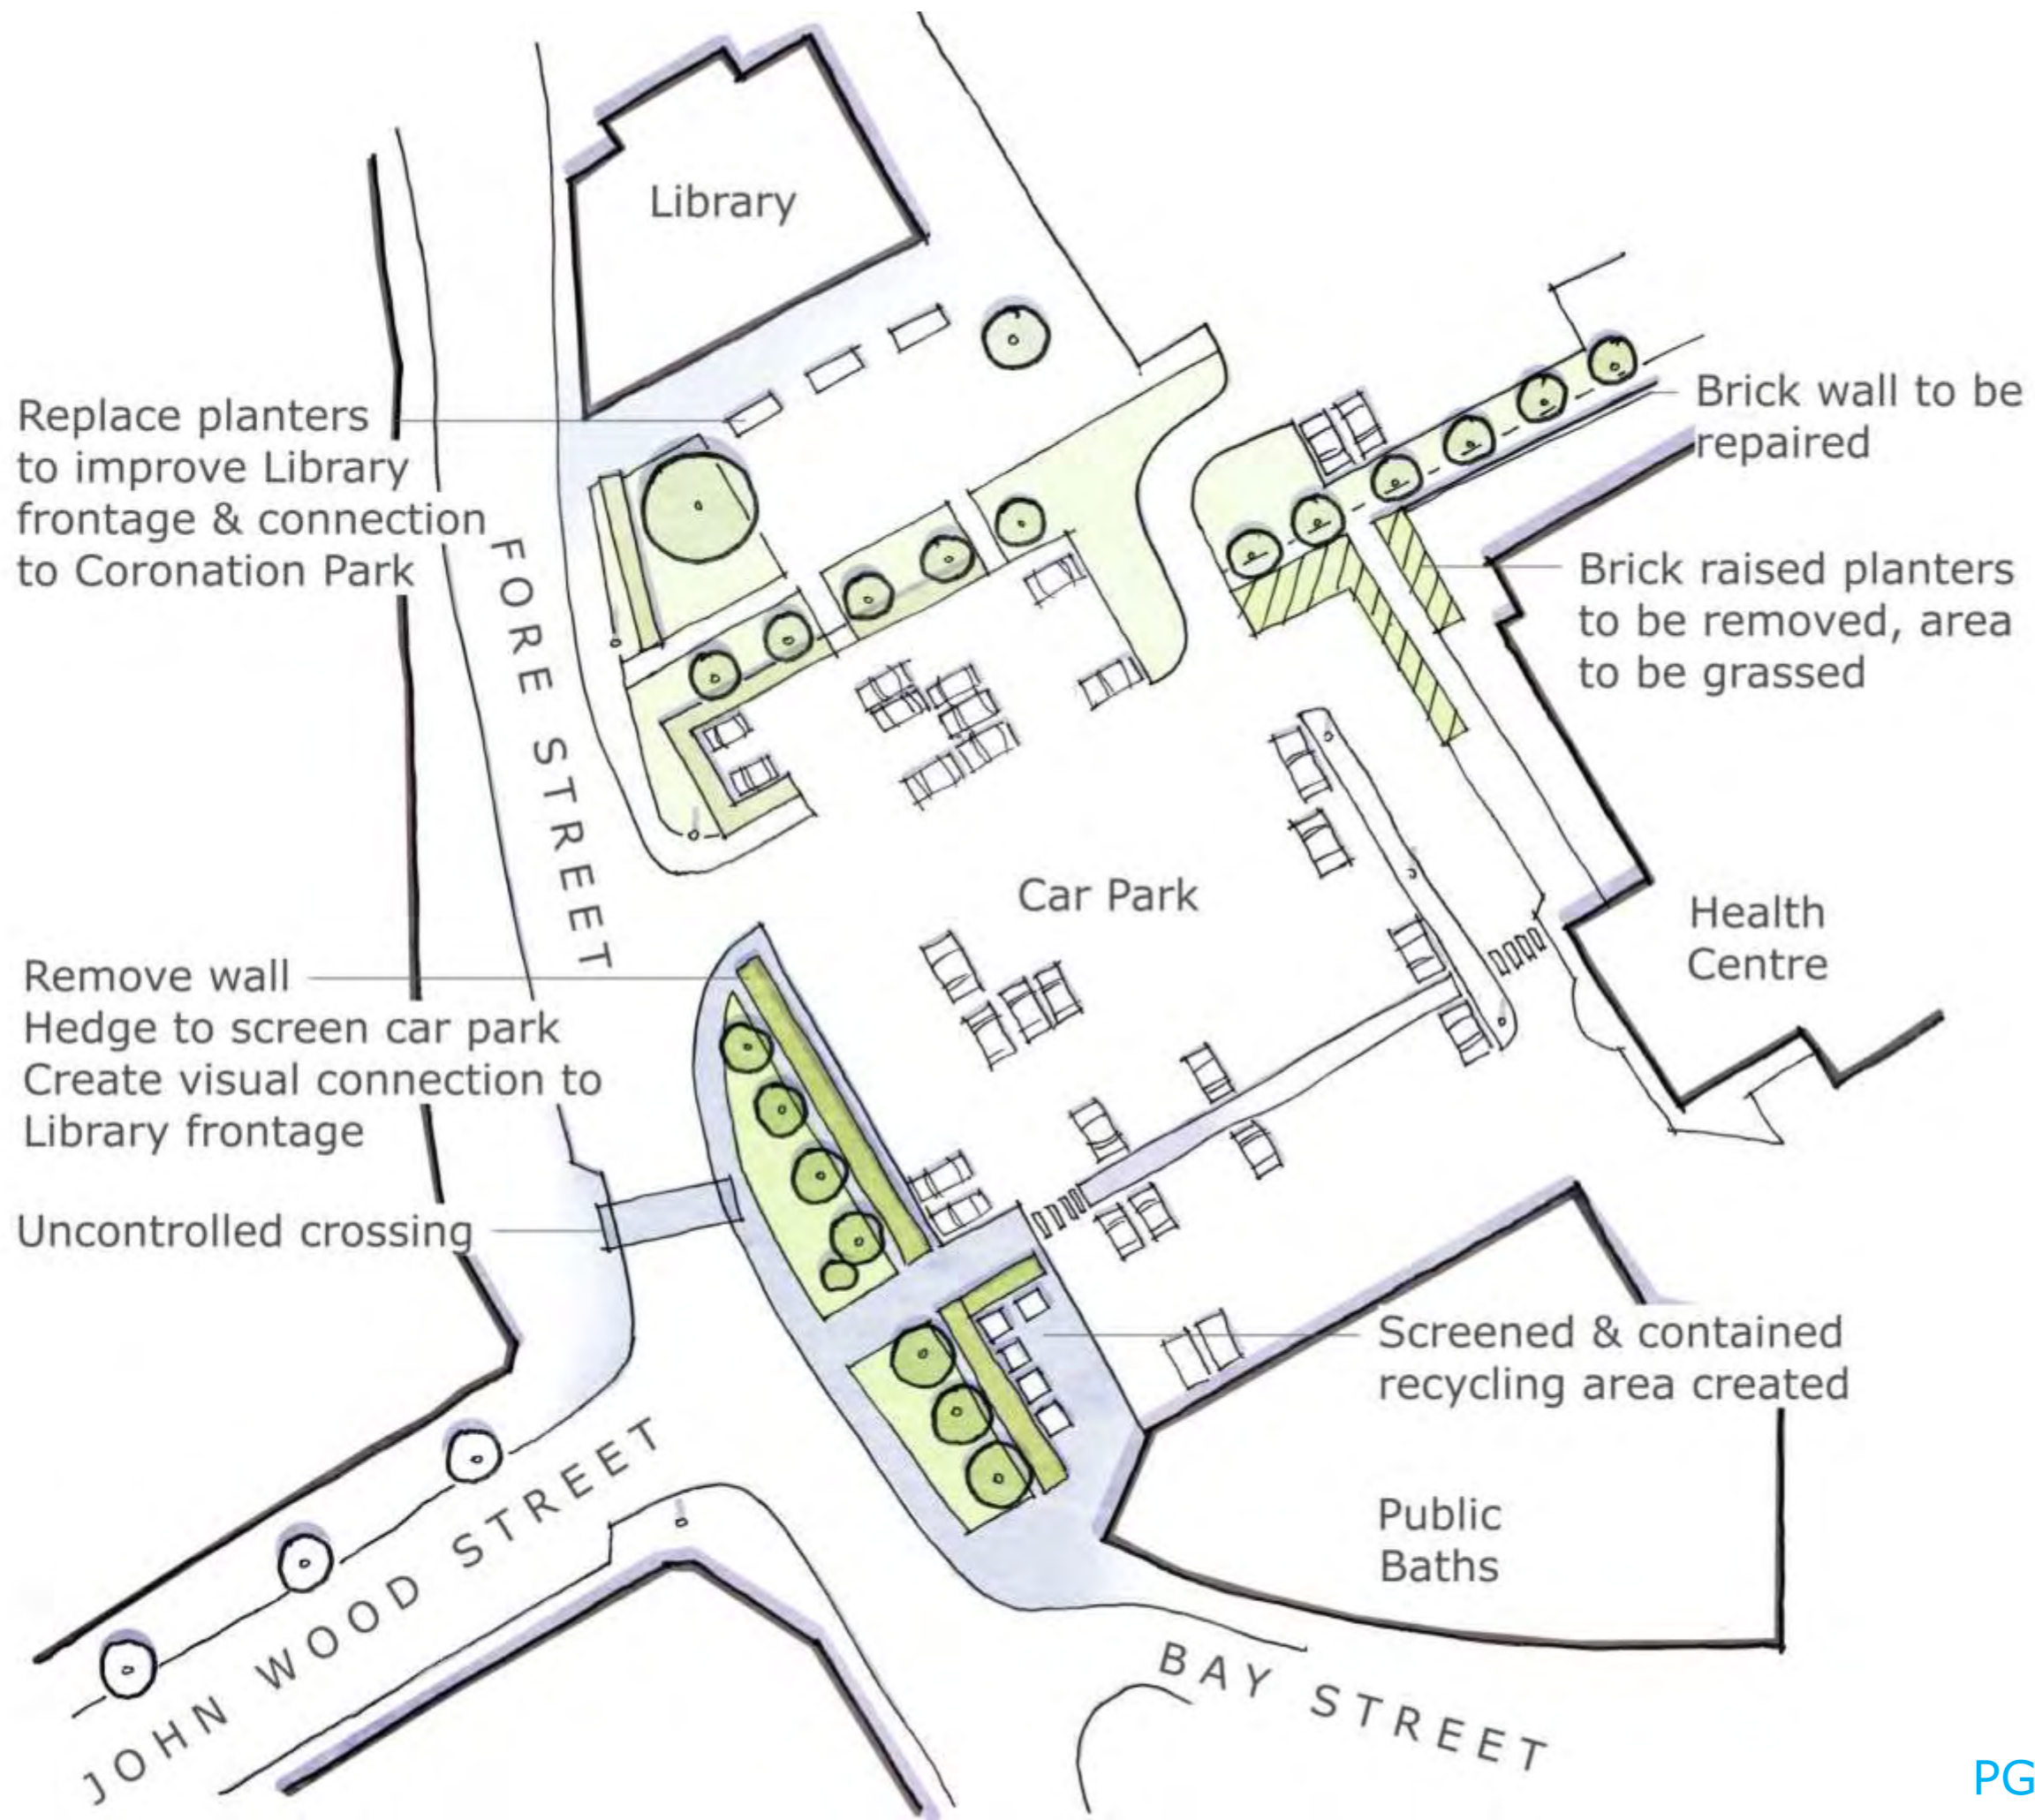 Library
Replace planters
to improve Library
frontage & connection
to Coronation Park
Brick wall to be
repaired
Brick raised planters
to be removed, area
to be grassed
FORE STREET
Car Park
Health
Centre
Remove wall
Hedge to screen car park
Create visual connection to
Library frontage
Uncontrolled crossing
Screened & contained
recycling area created
Public
Baths
JOHN WOOD STREET
BAY STREET
PG